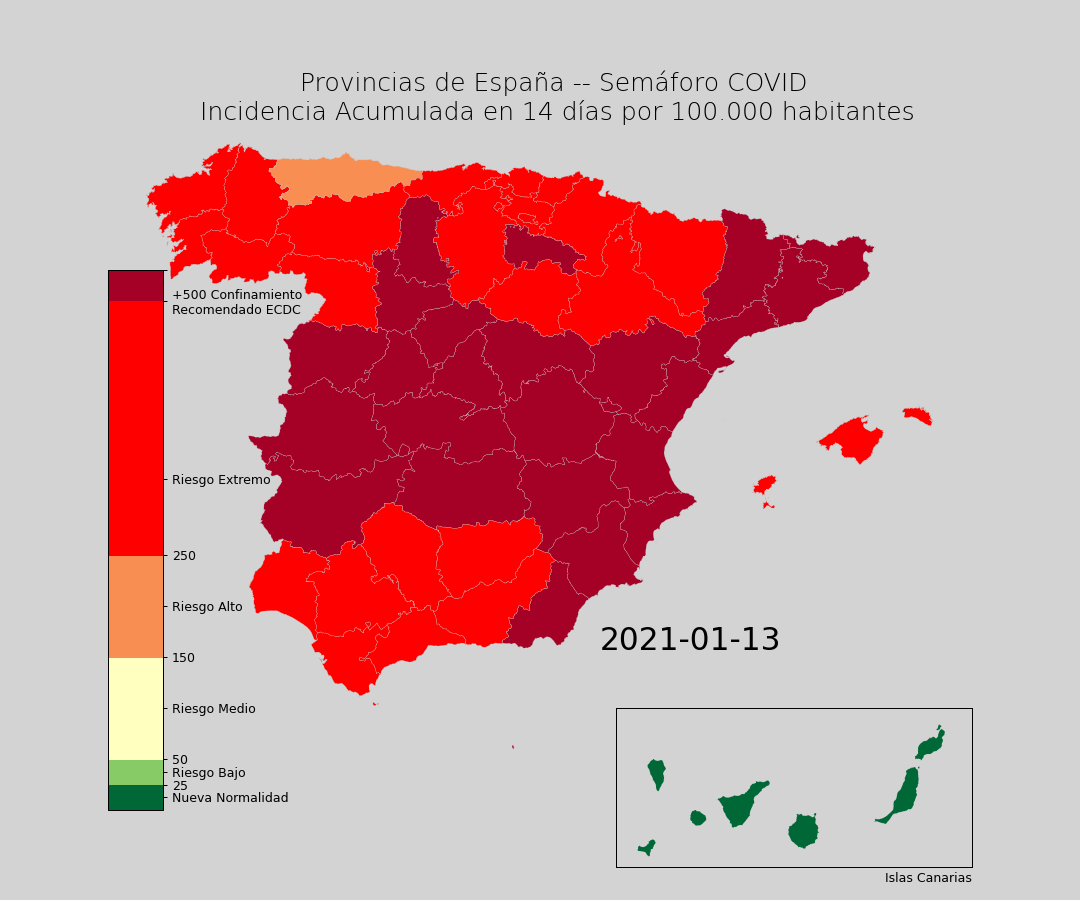 Provincias de España -- Semáforo COVID
Incidencia Acumulada en 14 días por 100.000 habitantes
+500 Confinamiento
Recomendado ECDC
Riesgo Extremo
250
Riesgo Alto
150
Riesgo Medio
50
Riesgo Bajo
25
Nueva Normalidad
2021-01-13
Islas Canarias